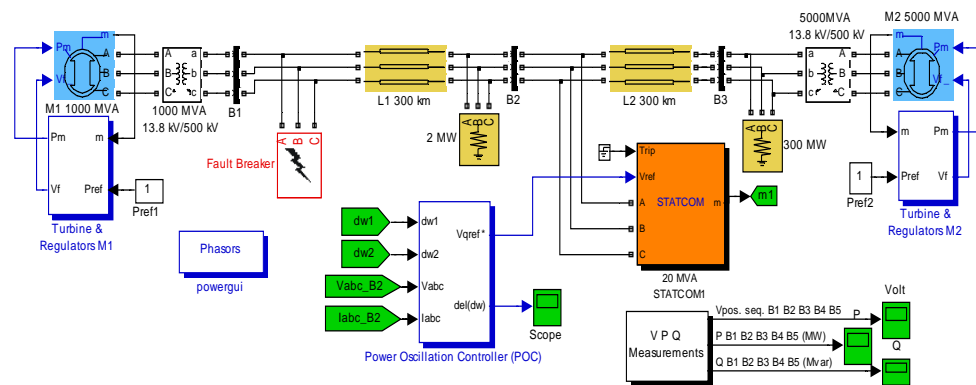 5000MVA
13.8 kV/500 kV
M2 5000 MVA
m
Pm
A
B
C
Vf
M1 1000 MVA
A a
B b
C c
1000 MVA
13.8 kV/500 kV
A
B
C
a
b
c
B1
L1 300 km
B2
L2 300 km
B3
a A
b B
c C
m
A
B
C
Pm
Vf_
Fault Breaker
A B C
2 MW
A B C
A B C
300 MW
Pm m
Vf Pref
1
Pref1
Turbine &
Regulators M1
Trip
Vref
STATCOM
A
B
C
m
m1
20 MVA
STATCOM1
1
Pref2
m Pm
Pref Vf
Turbine &
Regulators M2
Phasors
powergui
dw1
dw2
Vabc_B2
Iabc_B2
dw1
dw2
Vabc
Iabc
Vqref *
del(dw)
Scope
Power Oscillation Controller (POC)
V P Q
Measurements
Vpos. seq. B1 B2 B3 B4 B5
P B1 B2 B3 B4 B5 (MW)
Q B1 B2 B3 B4 B5 (Mvar)
Volt
P
Q